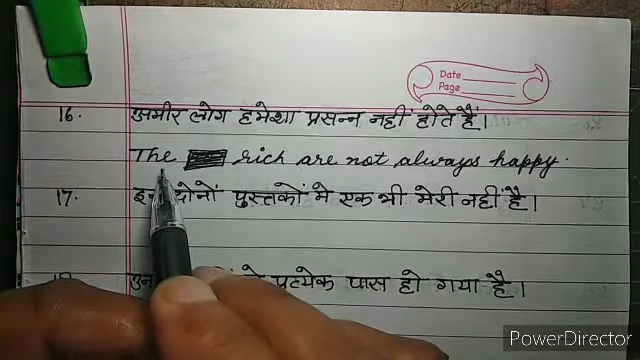 Date
Page
16. अमीर लोग हमेशा प्रसन्न नहीं होते हैं।
The rich are not always happy.
17. दोनों पुस्तकों मे एक भी मेरी नहीं है।
प्रत्येक पास हो गया है।
PowerDirector